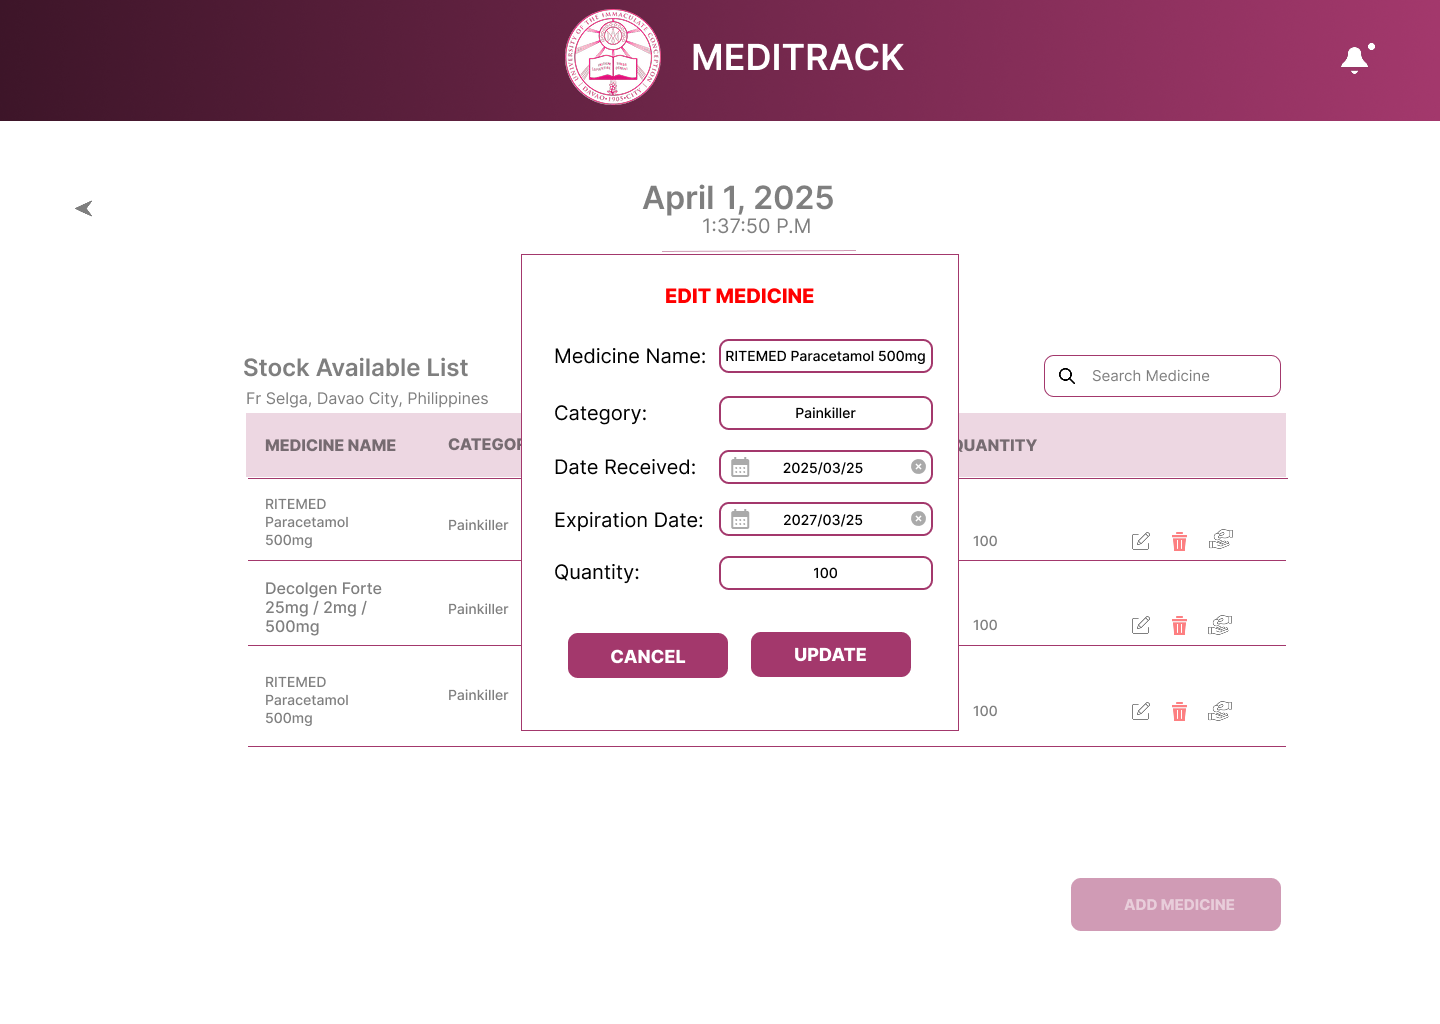 UNIVERSITY OF THE IMMACULATE CONCEPTION
DAVAO • 1905 • CITY
MEDITRACK
April 1, 2025
1:37:50 P.M
EDIT MEDICINE
Medicine Name: RITEMED Paracetamol 500mg
Category: Painkiller
Date Received: 2025/03/25
Expiration Date: 2027/03/25
Quantity: 100
CANCEL UPDATE
Stock Available List
Search Medicine
Fr Selga, Davao City, Philippines
MEDICINE NAME CATEGOR QUANTITY
RITEMED
Paracetamol
500mg
Painkiller 100
Decolgen Forte
25mg / 2mg /
500mg
Painkiller 100
RITEMED
Paracetamol
500mg
Painkiller 100
ADD MEDICINE